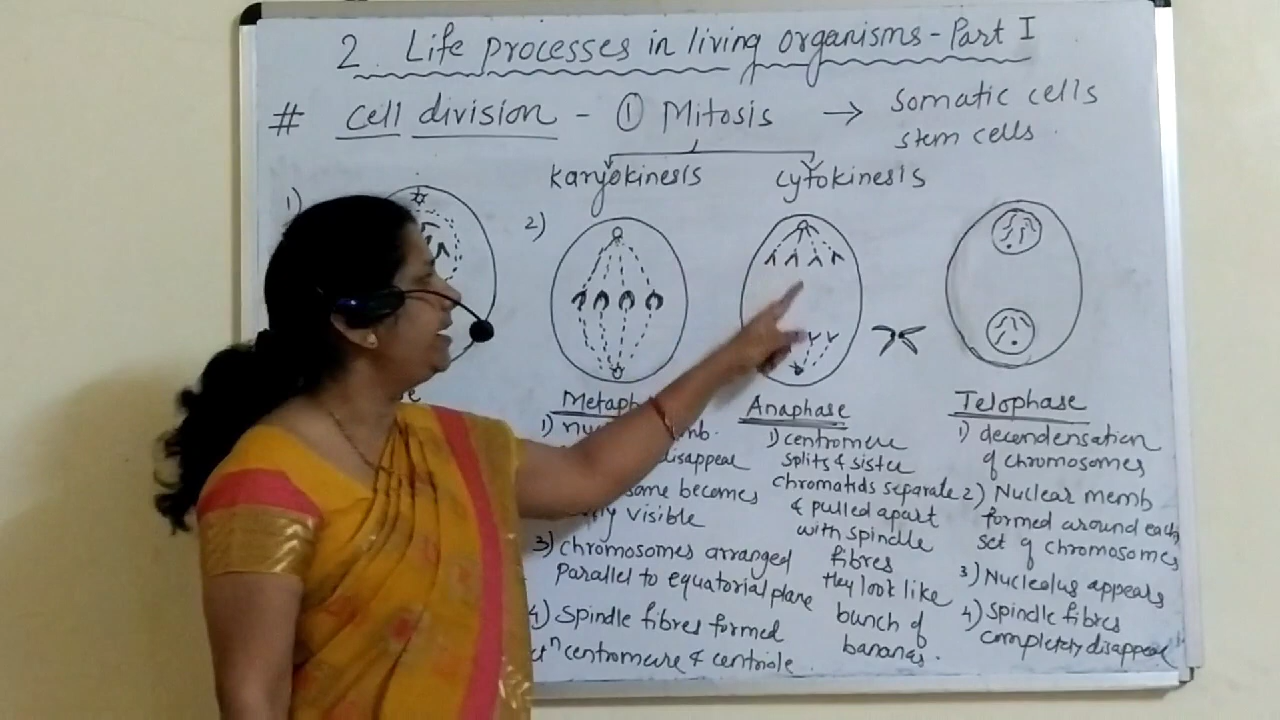 2. Life processes in living organisms - Part I
# Cell division - ① Mitosis → Somatic cells
stem cells
Karyokinesis cytokinesis
1)
2)
Metaph
1)
disappear
becomes
visible
3) chromosomes arranged
Parallel to equatorial plane
4) Spindle fibres formed
centromere & centriole.
Anaphase
1) centromere
splits & sister
chromatids separate
& pulled apart
with spindle
fibres
they look like
bunch of
bananas.
Telophase
1) decondensation
of chromosomes
2) Nuclear memb
formed around each
set of chromosomes
3) Nucleolus appears
4) Spindle fibres
completely disappear